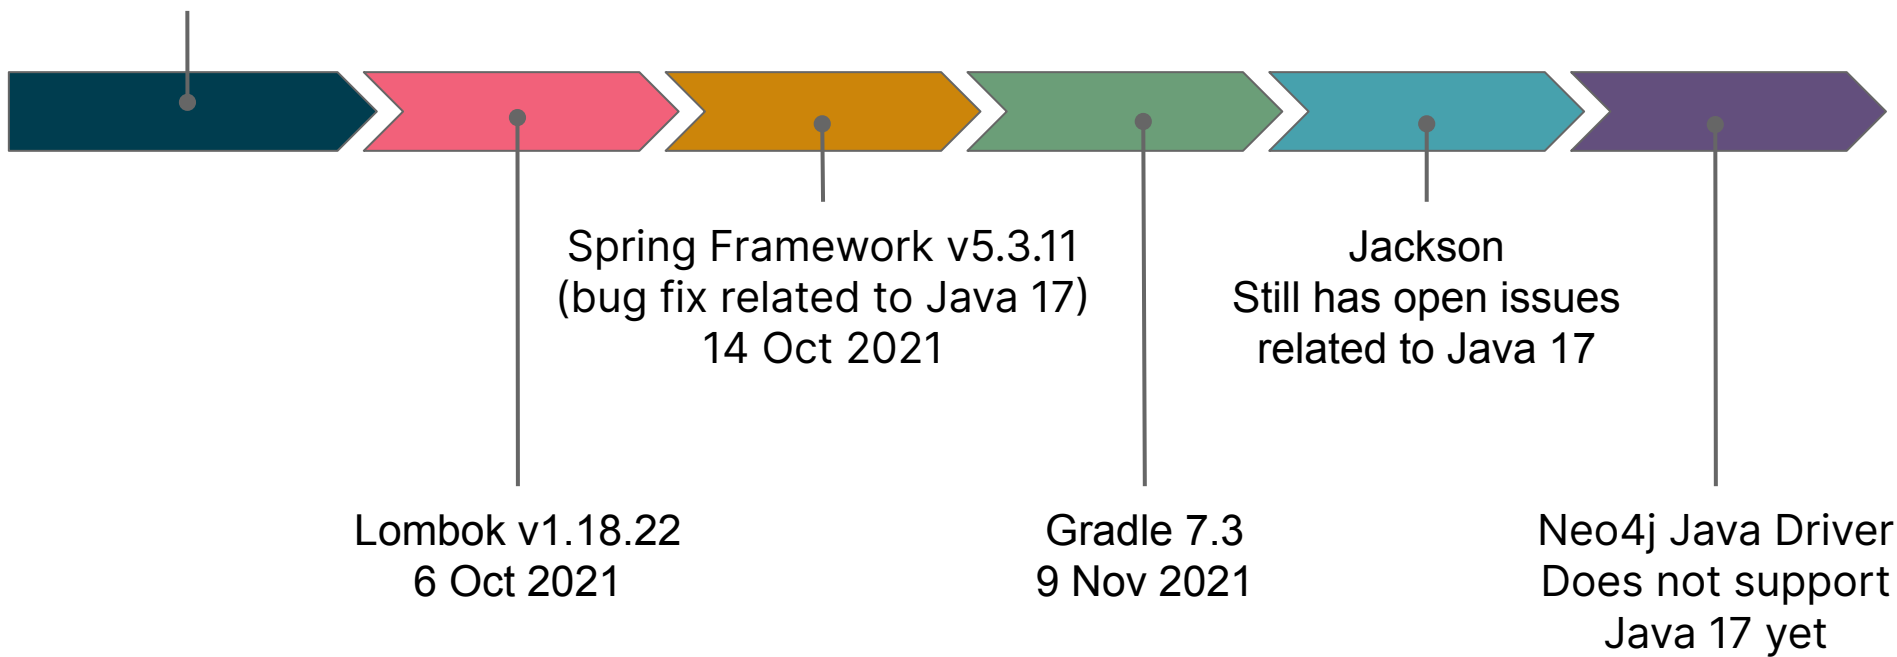 Spring Framework v5.3.11
(bug fix related to Java 17)
14 Oct 2021
Jackson
Still has open issues
related to Java 17
Lombok v1.18.22
6 Oct 2021
Gradle 7.3
9 Nov 2021
Neo4j Java Driver
Does not support
Java 17 yet